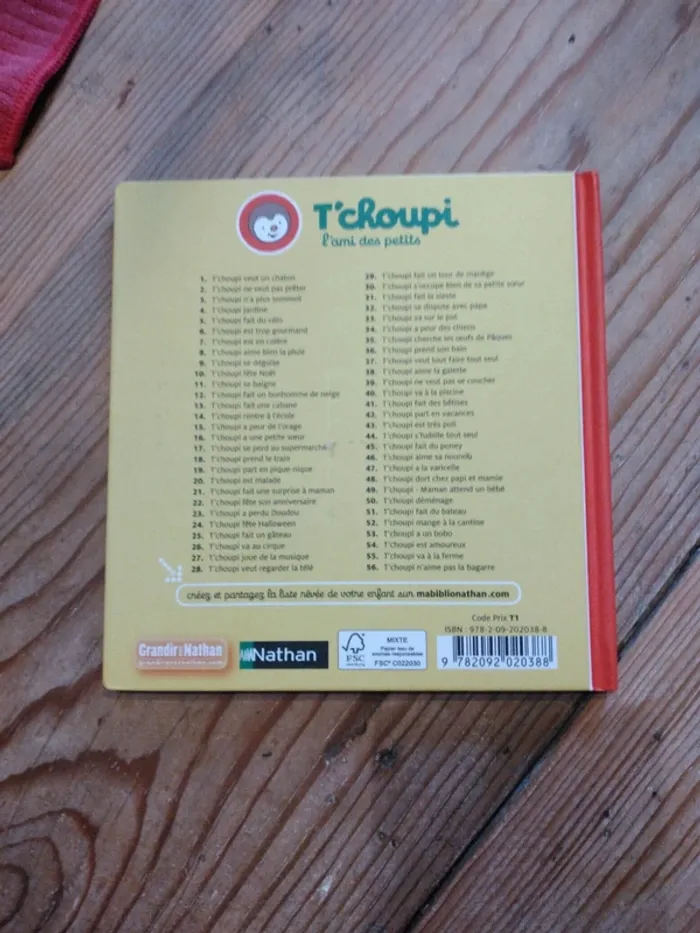 T'choupi
l'ami des petits
1. T'choupi veut un chaton
2. T'choupi ne veut pas prêter
3. T'choupi n'a plus sommeil
4. T'choupi jardine
5. T'choupi fait du vélo
6. T'choupi est trop gourmand
7. T'choupi est en colère
8. T'choupi aime bien la pluie
9. T'choupi se déguise
10. T'choupi fête Noël
11. T'choupi se baigne
12. T'choupi fait un bonhomme de neige
13. T'choupi fait une cabane
14. T'choupi rentre à l'école
15. T'choupi a peur de l'orage
16. T'choupi a une petite sœur
17. T'choupi se perd au supermarché
18. T'choupi prend le train
19. T'choupi part en pique-nique
20. T'choupi est malade
21. T'choupi fait une surprise à maman
22. T'choupi fête son anniversaire
23. T'choupi a perdu Doudou
24. T'choupi fête Halloween
25. T'choupi fait un gâteau
26. T'choupi va au cirque
27. T'choupi joue de la musique
28. T'choupi veut regarder la télé
29. T'choupi fait un tour de manège
30. T'choupi s'occupe bien de sa petite sœur
31. T'choupi fait la sieste
32. T'choupi se dispute avec papa
33. T'choupi va sur le pot
34. T'choupi a peur des chiens
35. T'choupi cherche les œufs de Pâques
36. T'choupi prend son bain
37. T'choupi veut tout faire tout seul
38. T'choupi aime la galette
39. T'choupi ne veut pas se coucher
40. T'choupi va à la piscine
41. T'choupi fait des bêtises
42. T'choupi part en vacances
43. T'choupi est très poli
44. T'choupi s'habille tout seul
45. T'choupi fait du poney
46. T'choupi aime sa nounou
47. T'choupi a la varicelle
48. T'choupi dort chez papi et mamie
49. T'choupi - Maman attend un bébé
50. T'choupi déménage
51. T'choupi fait du bateau
52. T'choupi mange à la cantine
53. T'choupi a un bobo
54. T'choupi est amoureux
55. T'choupi va à la ferme
56. T'choupi n'aime pas la bagarre
créez et partagez la liste rêvée de votre enfant sur mabiblionathan.com
Code Prix T1
ISBN : 978-2-09-202038-8
Grandir avec Nathan
Nathan
FSC
MIXTE
Papier issu de
sources responsables
FSC® C022030
9 782092 020388